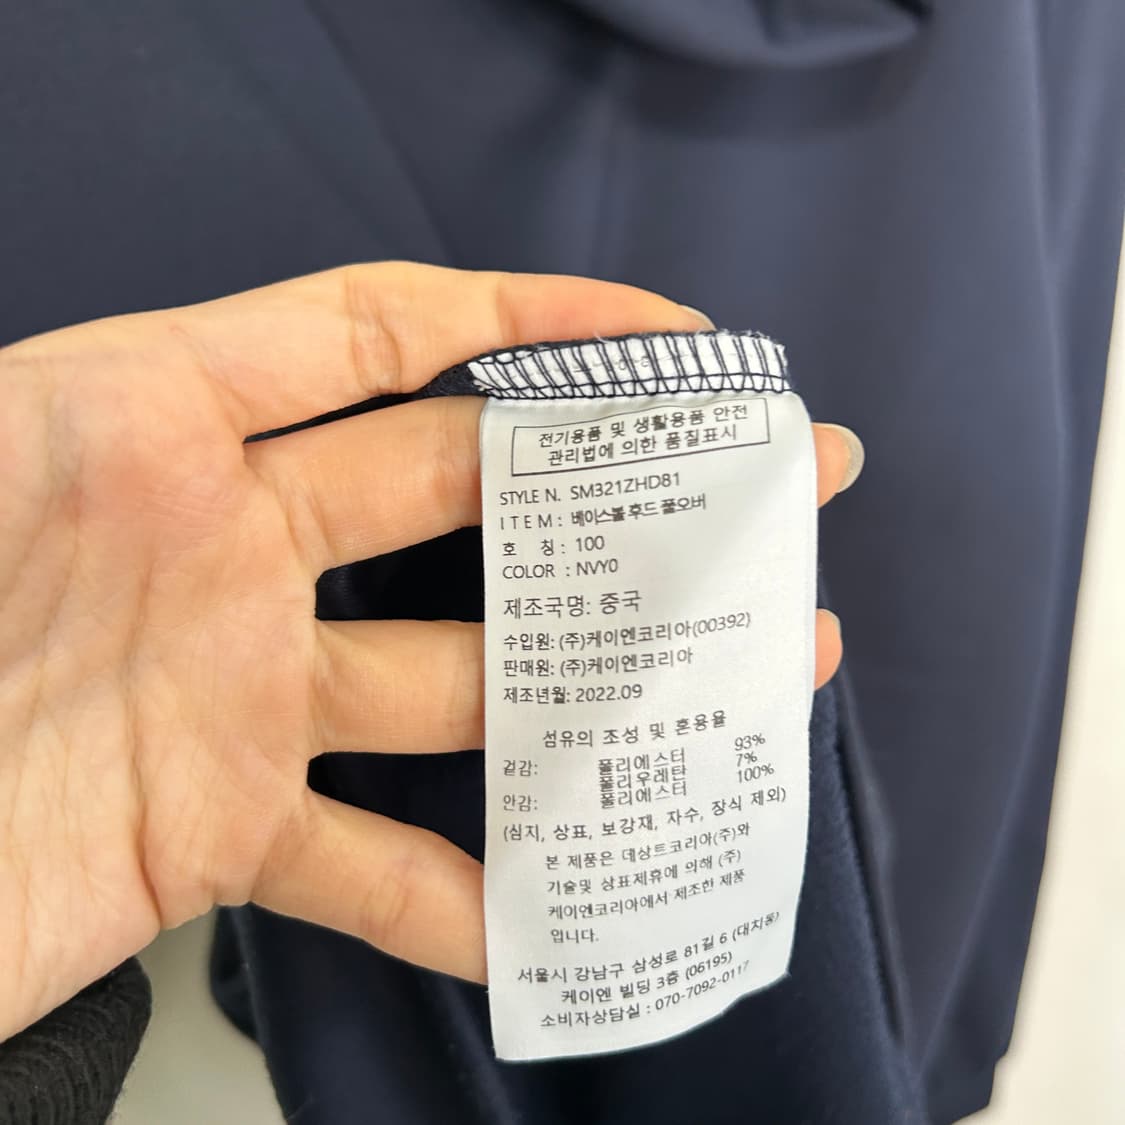 전기용품 및 생활용품 안전
관리법에 의한 품질표시
STYLE N. SM321ZHD81
ITEM : 베이스볼 후드 풀오버
호 칭 : 100
COLOR : NVY0
제조국명: 중국
수입원: (주)케이엔코리아(00392)
판매원: (주)케이엔코리아
제조년월: 2022.09
섬유의 조성 및 혼용율
겉감: 폴리에스터 93%
폴리우레탄 7%
안감: 폴리에스터 100%
(심지, 상표, 보강재, 자수, 장식 제외)
본 제품은 데상트코리아(주)와
기술및 상표제휴에 의해 (주)
케이엔코리아에서 제조한 제품
입니다.
서울시 강남구 삼성로 81길 6 (대치동)
케이엔 빌딩 3층 (06195)
소비자상담실 : 070-7092-0117